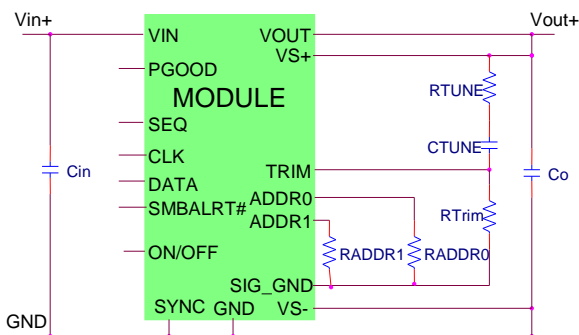 Vin+
Vout+
VIN
VOUT
VS+
PGOOD
RTUNE
MODULE
SEQ
CTUNE
CLK
TRIM
Cin
Co
DATA
ADDR0
SMBALRT#
ADDR1
RTrim
ON/OFF
RADDR1
RADDR0
SIG_GND
SYNC
GND
VS-
GND